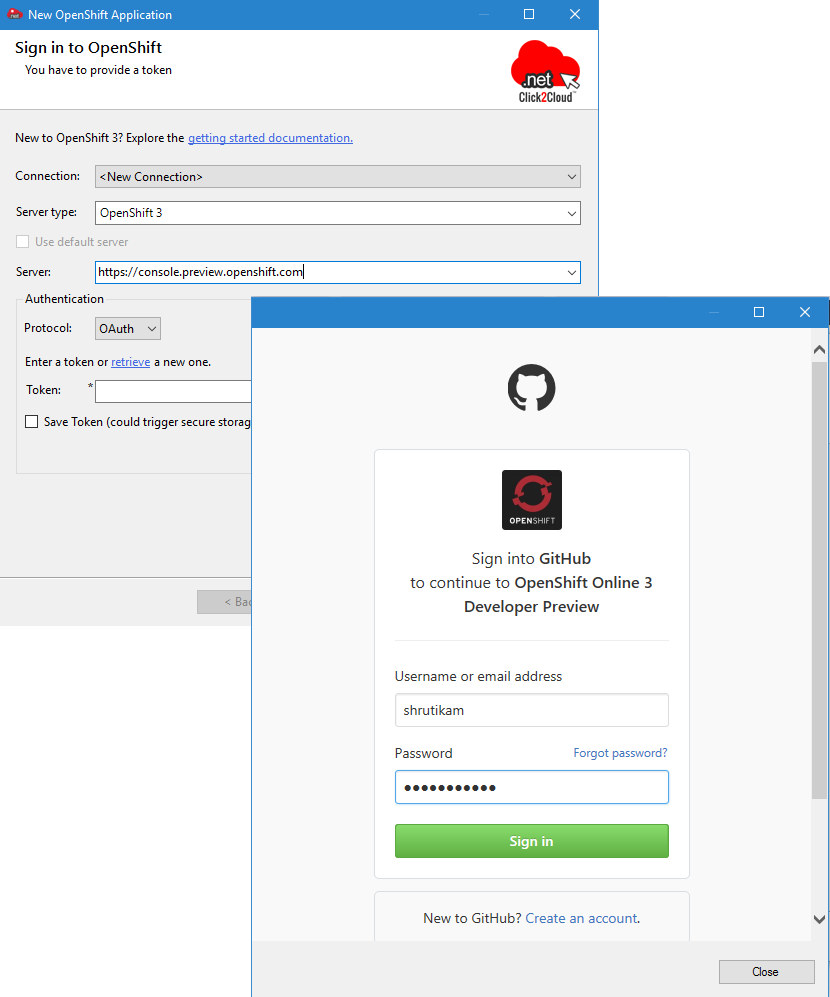 New OpenShift Application
Sign in to OpenShift
You have to provide a token
.net
Click2Cloud™
New to OpenShift 3? Explore the getting started documentation.
Connection: <New Connection>
Server type: OpenShift 3
Use default server
Server: https://console.preview.openshift.com
Authentication
Protocol: OAuth
Enter a token or retrieve a new one.
Token: *
Save Token (could trigger secure storag
< Bac
OPENSHIFT
Sign into GitHub
to continue to OpenShift Online 3
Developer Preview
Username or email address
shrutikam
Password Forgot password?
Sign in
New to GitHub? Create an account.
Close